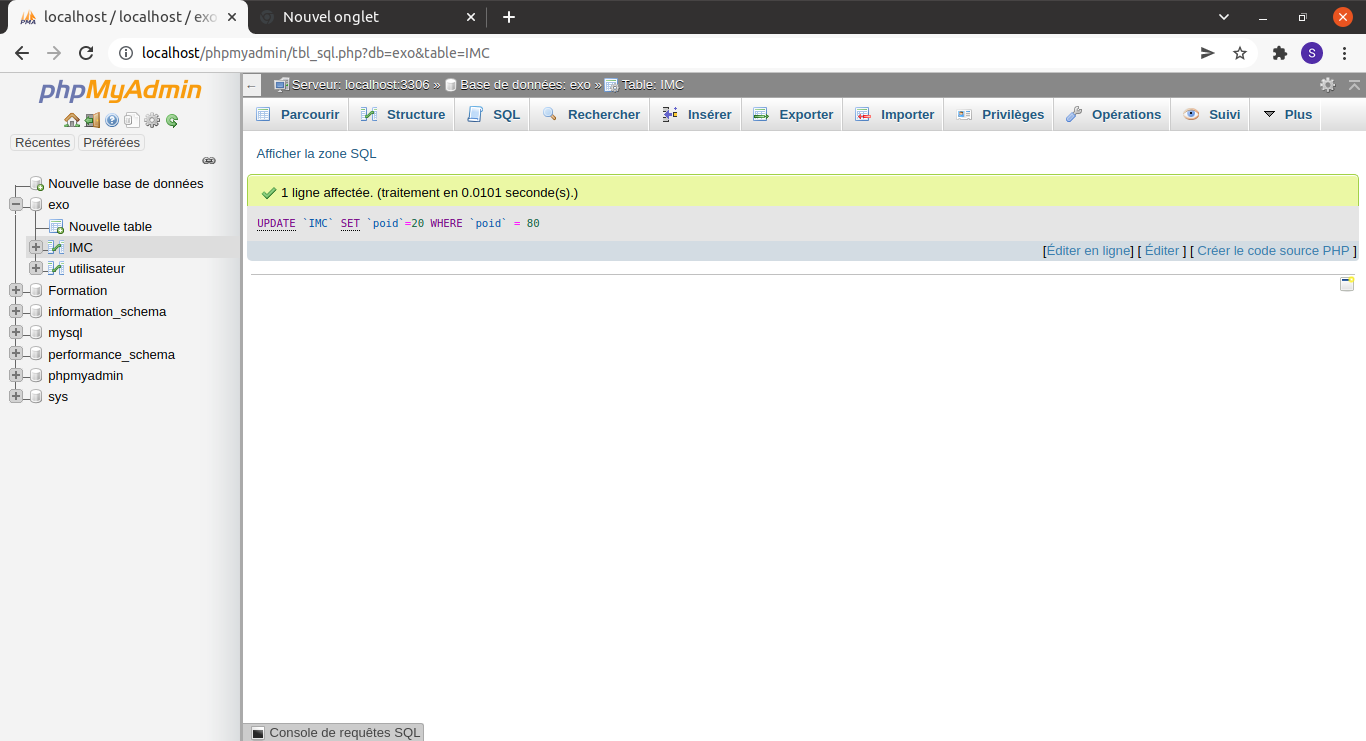 localhost / localhost / exo
Nouvel onglet
localhost/phpmyadmin/tbl_sql.php?db=exo&table=IMC
S
PMA
phpMyAdmin
Récentes
Préférées
Nouvelle base de données
exo
Nouvelle table
IMC
utilisateur
Formation
information_schema
mysql
performance_schema
phpmyadmin
sys
Serveur: localhost:3306 » Base de données: exo » Table: IMC
Parcourir
Structure
SQL
Rechercher
Insérer
Exporter
Importer
Privilèges
Opérations
Suivi
Plus
Afficher la zone SQL
1 ligne affectée. (traitement en 0.0101 seconde(s).)
UPDATE `IMC` SET `poid`=20 WHERE `poid` = 80
[Éditer en ligne] [ Éditer ] [ Créer le code source PHP ]
Console de requêtes SQL